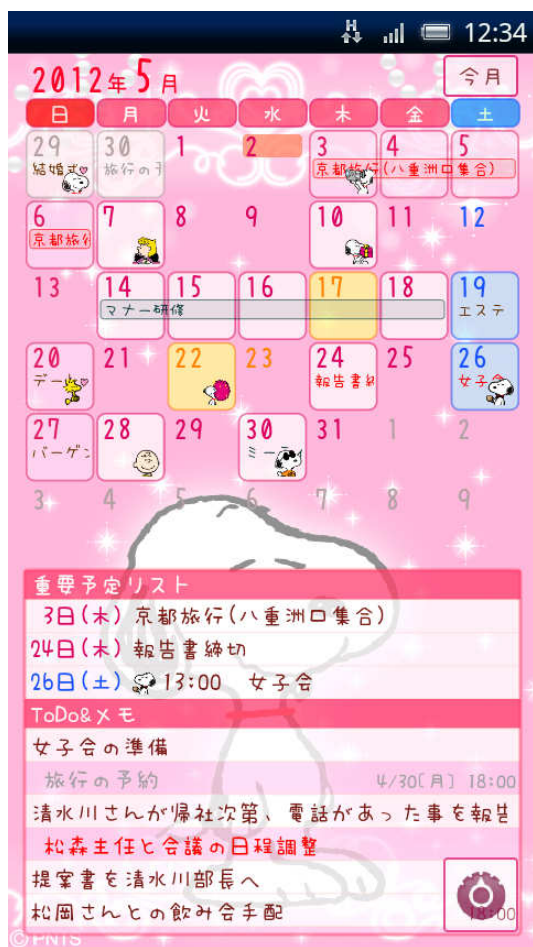 12:34
2012年5月 今月
日 月 火 水 木 金 土
29 30 1 2 3 4 5
結婚式♡ 旅行の予 京都旅行(八重洲口集合)
6 7 8 9 10 11 12
京都旅行
13 14 15 16 17 18 19
マナー研修 エステ
20 21 22 23 24 25 26
デート♡ 報告書締 女子会
27 28 29 30 31 1 2
バーゲン ミー
3 4 5 6 7 8 9
重要予定リスト
3日(木) 京都旅行(八重洲口集合)
24日(木) 報告書締切
26日(土) 13:00 女子会
ToDo&メモ
女子会の準備
旅行の予約 4/30[月] 18:00
清水川さんが帰社次第、電話があった事を報告
松森主任と会議の日程調整
提案書を清水川部長へ
松岡さんとの飲み会手配 18:00
©PNTS